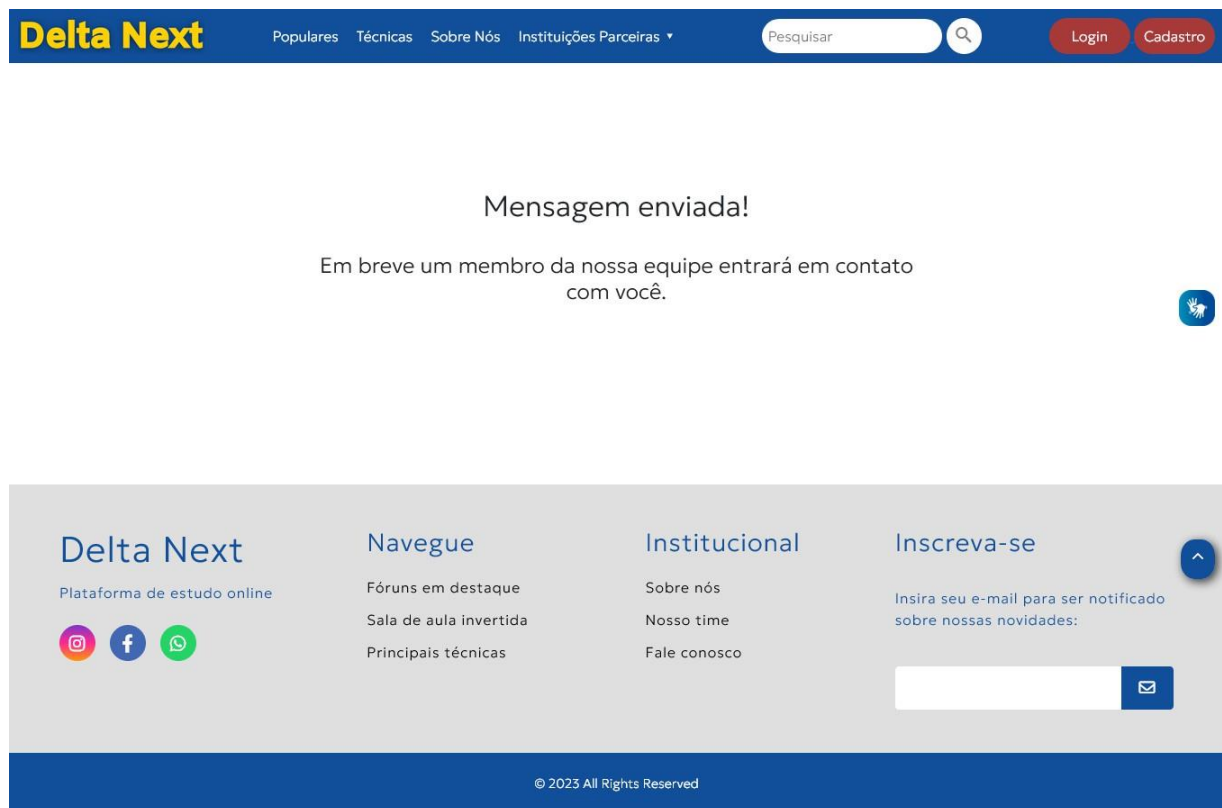 Delta Next
Populares Técnicas Sobre Nós Instituições Parceiras ▾
Pesquisar
Login Cadastro
Mensagem enviada!
Em breve um membro da nossa equipe entrará em contato
com você.
Delta Next
Plataforma de estudo online
Navegue
Fóruns em destaque
Sala de aula invertida
Principais técnicas
Institucional
Sobre nós
Nosso time
Fale conosco
Inscreva-se
Insira seu e-mail para ser notificado
sobre nossas novidades:
© 2023 All Rights Reserved